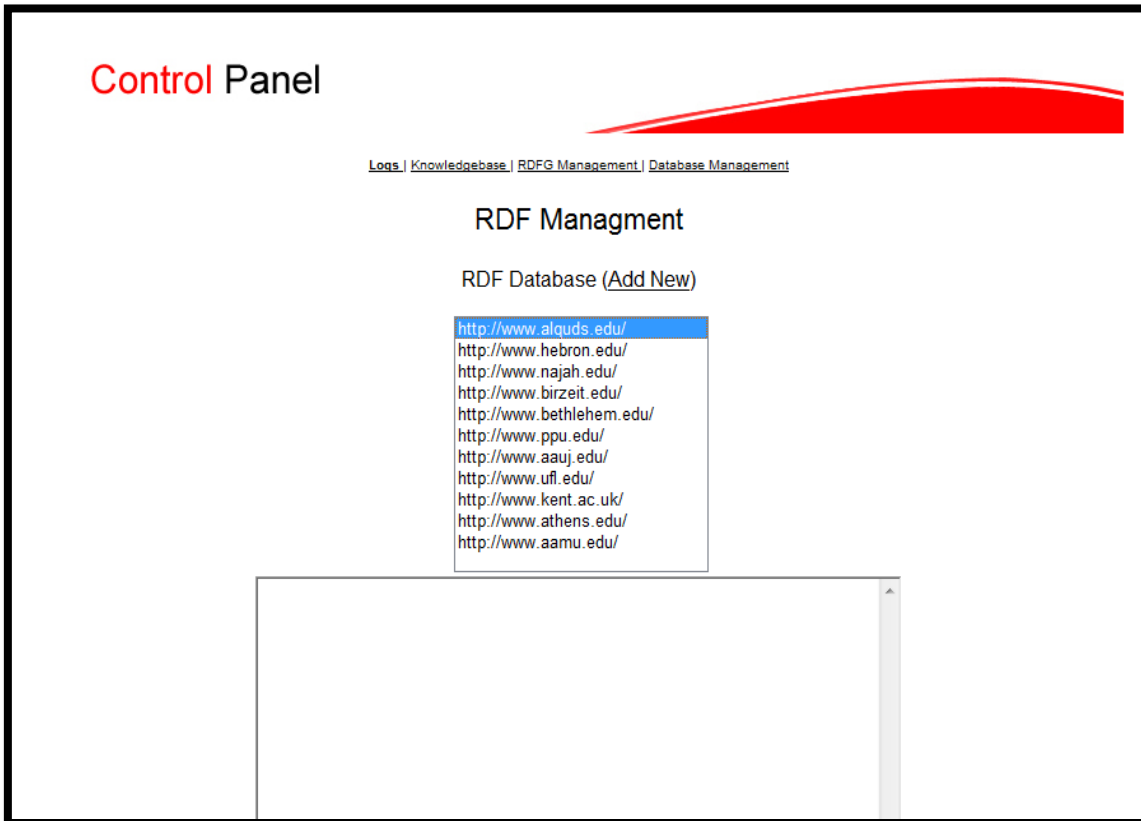 Control Panel
Logs | Knowledgebase | RDFG Management | Database Management
RDF Managment
RDF Database (Add New)
http://www.alquds.edu/
http://www.hebron.edu/
http://www.najah.edu/
http://www.birzeit.edu/
http://www.bethlehem.edu/
http://www.ppu.edu/
http://www.aauj.edu/
http://www.ufl.edu/
http://www.kent.ac.uk/
http://www.athens.edu/
http://www.aamu.edu/